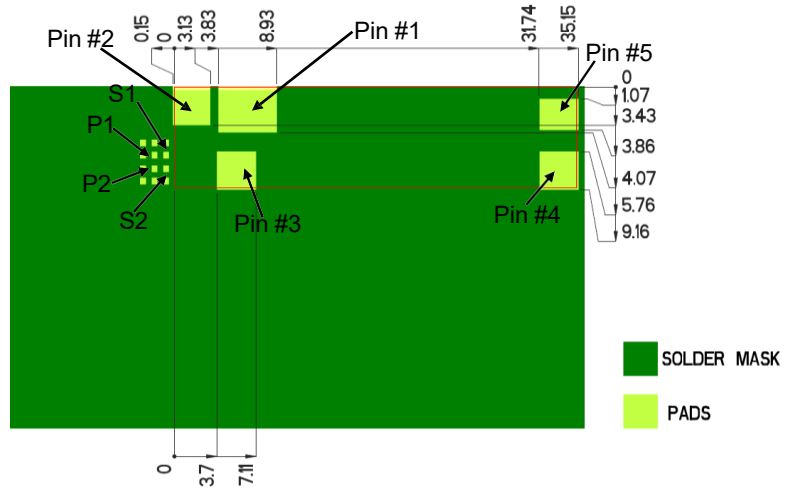 0.15
0
3.13
3.83
8.93
31.74
35.15
Pin #2
Pin #1
Pin #5
0
1.07
3.43
3.86
4.07
5.76
9.16
S1
P1
P2
S2
Pin #3
Pin #4
SOLDER MASK
PADS
0
3.7
7.11